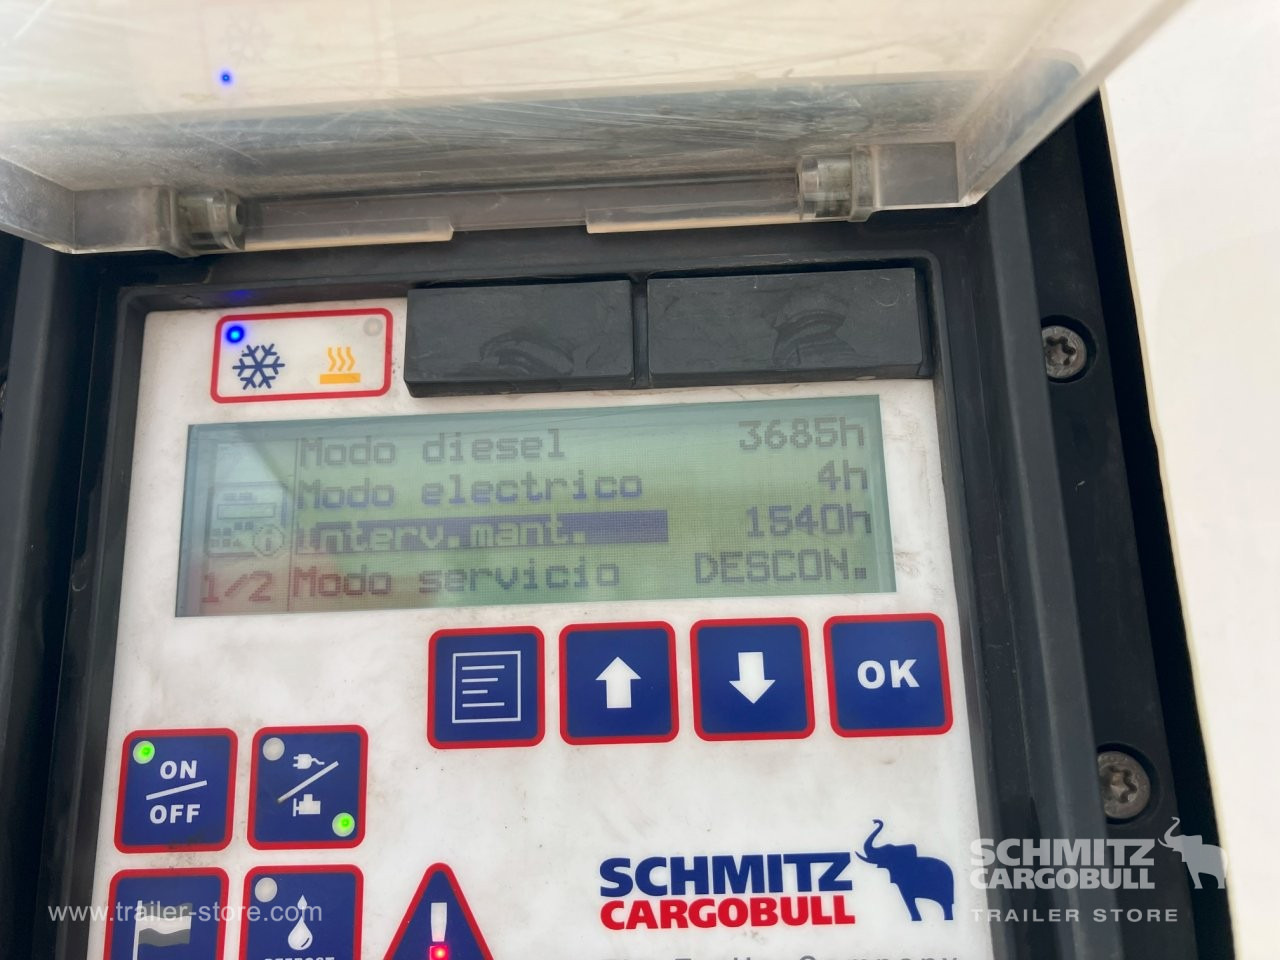 Modo diesel 3685h
Modo electrico 4h
Interv.mant. 1540h
1/2 Modo servicio DESCON.
OK
ON
OFF
SCHMITZ
CARGOBULL
SCHMITZ
CARGOBULL
TRAILER STORE
www.trailer-store.com